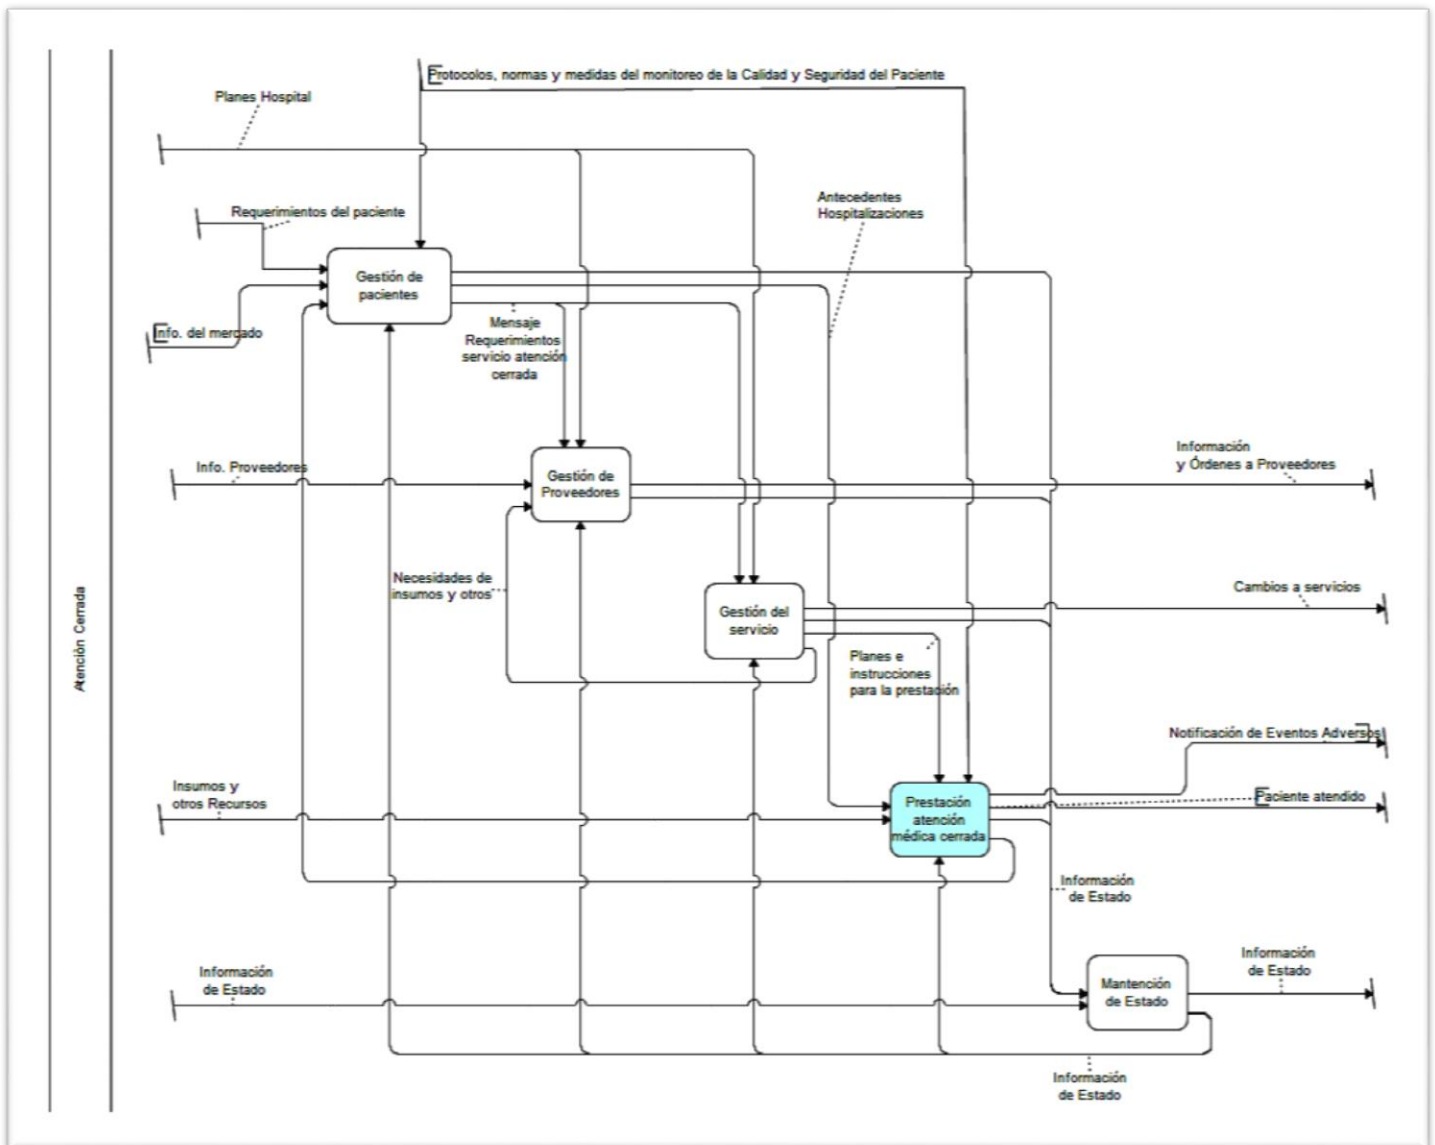 Protocolos, normas y medidas del monitoreo de la Calidad y Seguridad del Paciente
Planes Hospital
Antecedentes
Hospitalizaciones
Requerimientos del paciente
Gestión de
pacientes
Info. del mercado
Mensaje
Requerimientos
servicio atención
cerrada
Información
y Órdenes a Proveedores
Info. Proveedores
Gestión de
Proveedores
Necesidades de
insumos y otros
Cambios a servicios
Gestión del
servicio
Atención Cerrada
Planes e
instrucciones
para la prestación
Notificación de Eventos Adversos
Insumos y
otros Recursos
Prestación
atención
médica cerrada
Paciente atendido
Información
de Estado
Información
de Estado
Información
de Estado
Mantención
de Estado
Información
de Estado